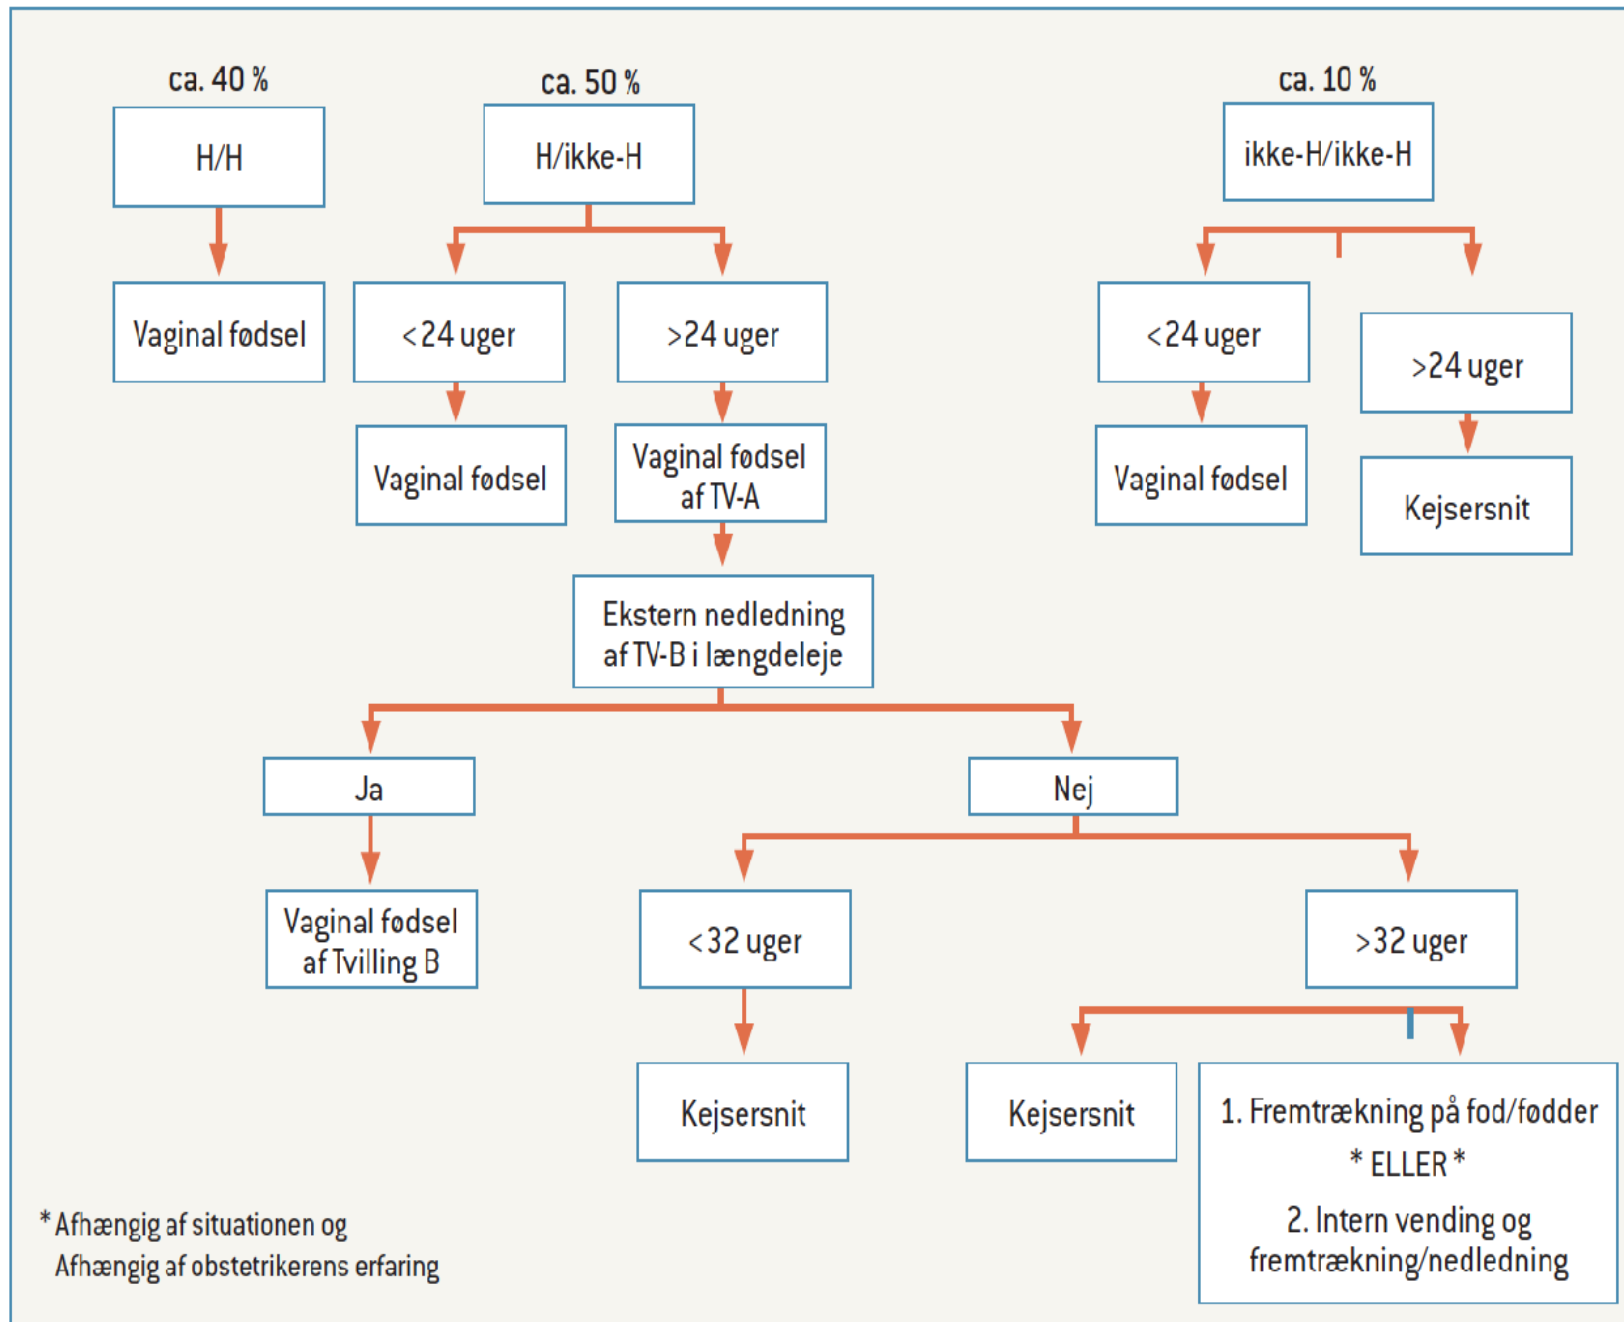 ca. 40 %
ca. 50 %
ca. 10 %
H/H
H/ikke-H
ikke-H/ikke-H
Vaginal fødsel
<24 uger
>24 uger
<24 uger
>24 uger
Vaginal fødsel
Vaginal fødsel
af TV-A
Vaginal fødsel
Kejsersnit
Ekstern nedledning
af TV-B i længdeleje
Ja
Nej
Vaginal fødsel
af Tvilling B
<32 uger
>32 uger
Kejsersnit
Kejsersnit
1. Fremtrækning på fod/fødder
* ELLER *
2. Intern vending og
fremtrækning/nedledning
* Afhængig af situationen og
Afhængig af obstetrikerens erfaring